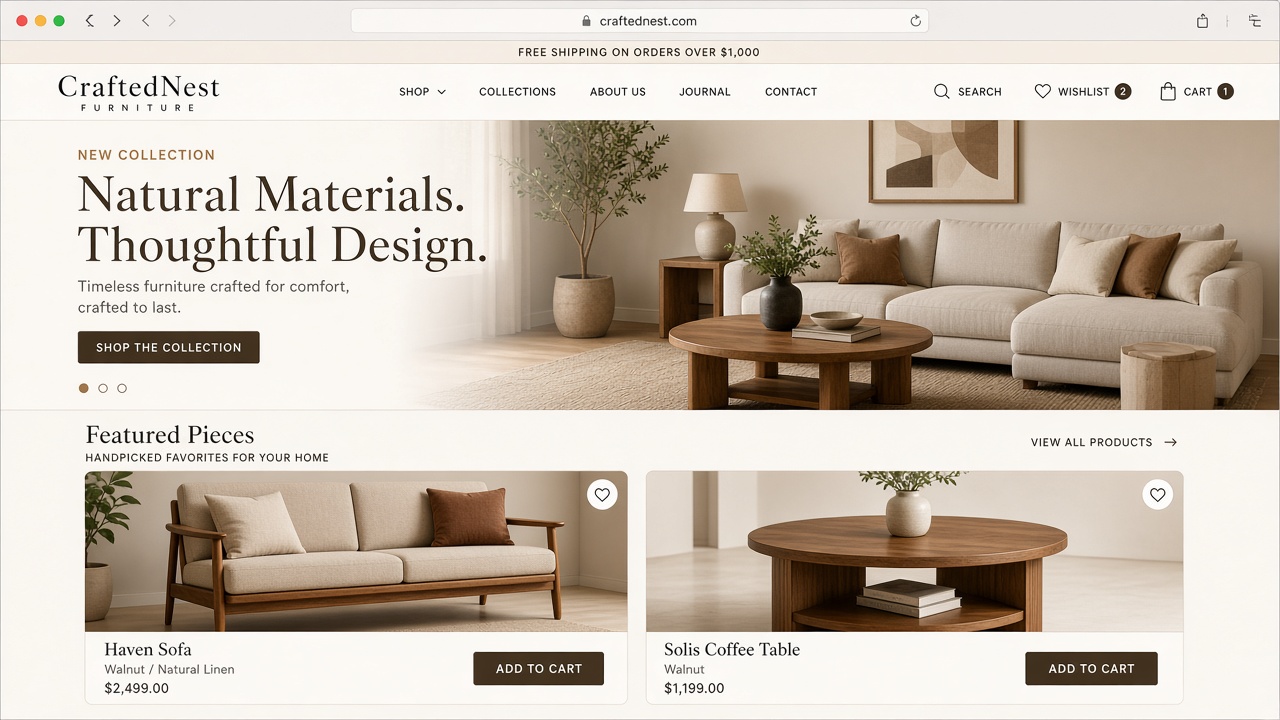 craftednest.com
FREE SHIPPING ON ORDERS OVER $1,000
CraftedNest
FURNITURE
SHOP
COLLECTIONS
ABOUT US
JOURNAL
CONTACT
SEARCH
WISHLIST 2
CART 1
NEW COLLECTION
Natural Materials.
Thoughtful Design.
Timeless furniture crafted for comfort,
crafted to last.
SHOP THE COLLECTION
Featured Pieces
HANDPICKED FAVORITES FOR YOUR HOME
VIEW ALL PRODUCTS
Haven Sofa
Walnut / Natural Linen
$2,499.00
ADD TO CART
Solis Coffee Table
Walnut
$1,199.00
ADD TO CART